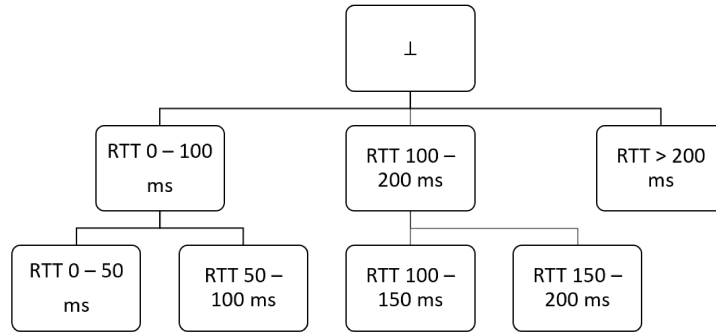 ⊥
RTT 0 – 100
ms
RTT 100 –
200 ms
RTT > 200
ms
RTT 0 – 50
ms
RTT 50 –
100 ms
RTT 100 –
150 ms
RTT 150 –
200 ms